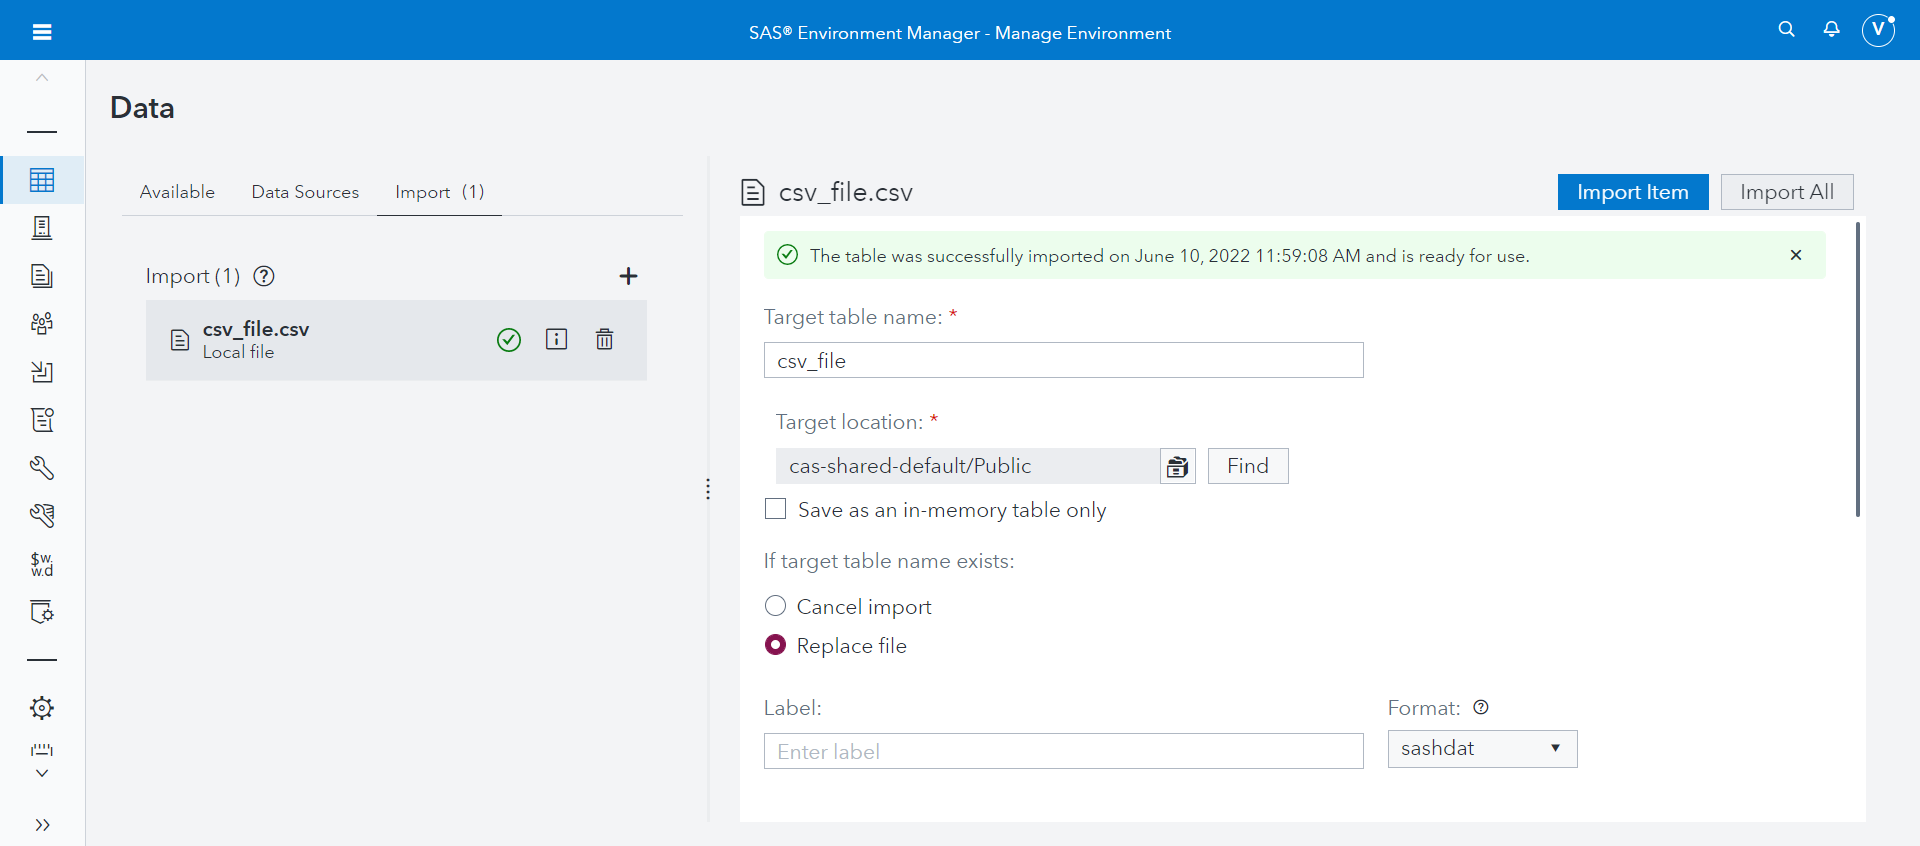 SAS® Environment Manager - Manage Environment
V
Data
Available
Data Sources
Import (1)
csv_file.csv
Import Item
Import All
Import (1)
csv_file.csv
Local file
The table was successfully imported on June 10, 2022 11:59:08 AM and is ready for use.
Target table name: *
csv_file
Target location: *
cas-shared-default/Public
Find
Save as an in-memory table only
If target table name exists:
Cancel import
Replace file
Label:
Format:
Enter label
sashdat
$w.
w.d